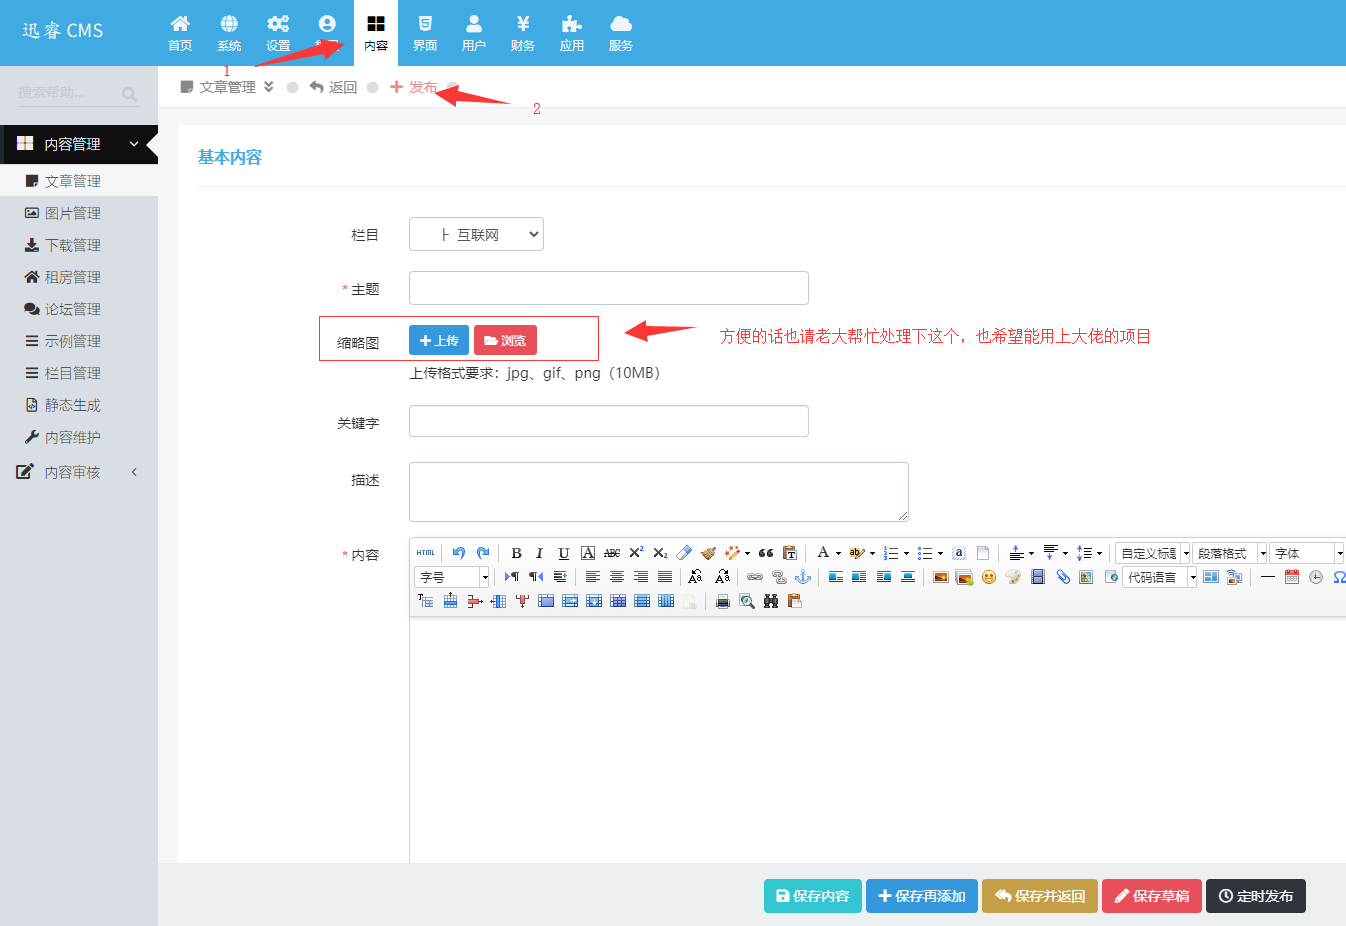 迅睿 CMS
首页 系统 设置 内容 界面 用户 财务 应用 服务
1
搜索帮助...
文章管理 返回 发布
2
内容管理
文章管理
图片管理
下载管理
租房管理
论坛管理
示例管理
栏目管理
静态生成
内容维护
内容审核
基本内容
栏目 ├ 互联网
* 主题
缩略图 上传 浏览
方便的话也请老大帮忙处理下这个，也希望能用上大佬的项目
上传格式要求：jpg、gif、png（10MB）
关键字
描述
* 内容
HTML B I U A ABC X² X₂ A ab a 自定义标题 段落格式 字体
字号 代码语言
保存内容 保存再添加 保存并返回 保存草稿 定时发布